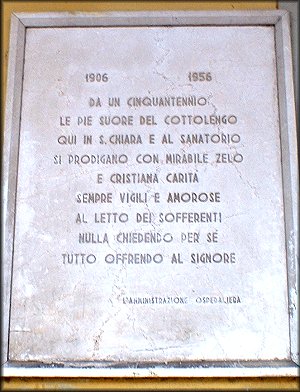 1906 1956
DA UN CINQUANTENNIO
LE PIE SUORE DEL COTTOLENGO
QUI IN S. CHIARA E AL SANATORIO
SI PRODIGANO CON MIRABILE ZELO
E CRISTIANA CARITÀ
SEMPRE VIGILI E AMOROSE
AL LETTO DEI SOFFERENTI
NULLA CHIEDENDO PER SÉ
TUTTO OFFRENDO AL SIGNORE
L'AMMINISTRAZIONE OSPEDALIERA